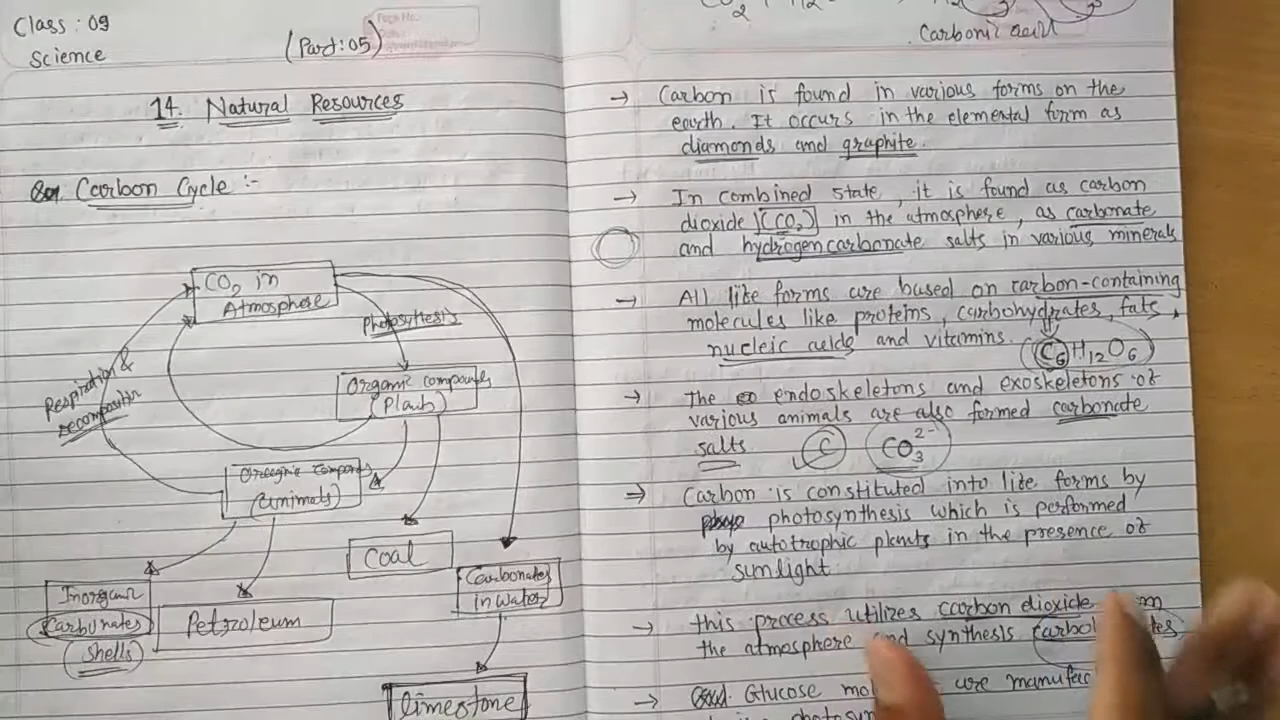 Class : 09
Science
(Part : 05)
14. Natural Resources
Carbon Cycle :-
CO2 in
Atmosphere
Photosythesis
Respiration &
decomposition
Organic compounds
(Plants)
(Animals)
Coal
Carbonates
in water
Inorganic
Carbonates
Shells
Petroleum
limestone
CO2 + H2
Carbonic acid
→ Carbon is found in various forms on the
earth. It occurs in the elemental form as
diamonds and graphite.
→ In combined state, it is found as carbon
dioxide (CO2) in the atmosphere, as carbonate
and hydrogencarbonate salts in various minerals
→ All life forms are based on carbon-containing
molecules like proteins, carbohydrates, fats,
nucleic acids and vitamins. (C6H12O6)
→ The endoskeletons and exoskeletons of
various animals are also formed carbonate
salts C CO3 2-
→ Carbon is constituted into life forms by
photosynthesis which is performed
by autotrophic plants in the presence of
sunlight
→ this process utilizes carbon dioxide
the atmosphere and synthesis
→ Glucose are